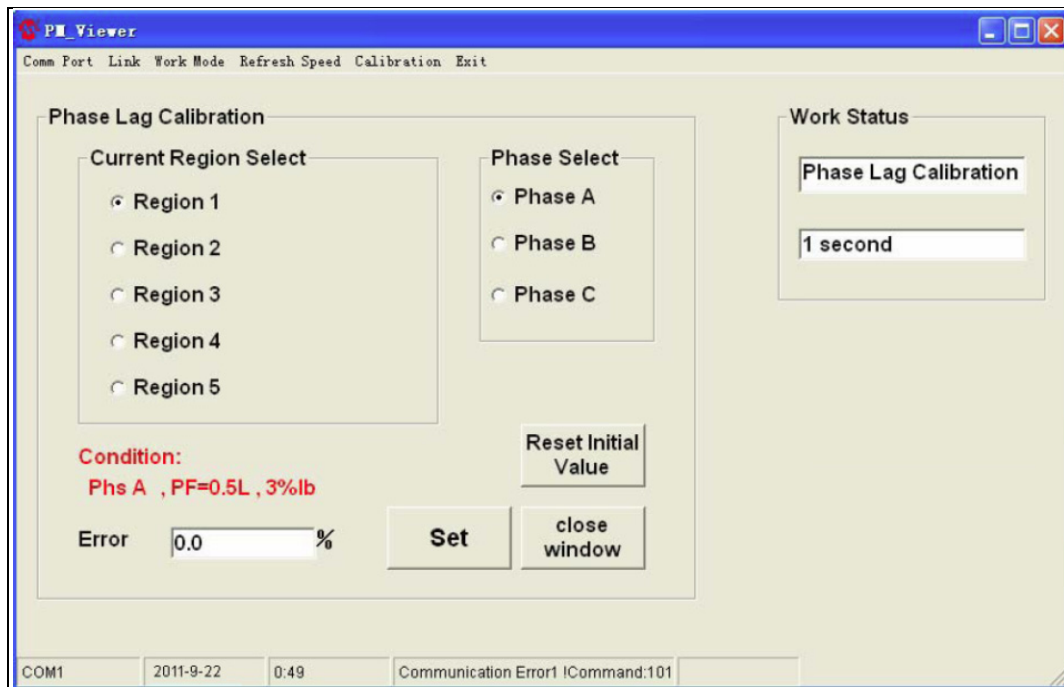 PM_Viewer
Comm Port Link Work Mode Refresh Speed Calibration Exit
Phase Lag Calibration
Current Region Select
Region 1
Region 2
Region 3
Region 4
Region 5
Phase Select
Phase A
Phase B
Phase C
Condition:
Phs A , PF=0.5L , 3%Ib
Error 0.0 %
Set
Reset Initial
Value
close
window
Work Status
Phase Lag Calibration
1 second
COM1 2011-9-22 0:49 Communication Error1 !Command:101